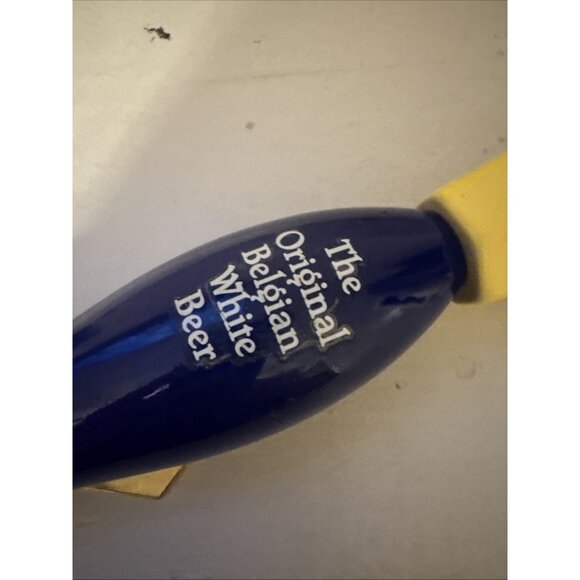 The
Original
Belgian
White
Beer